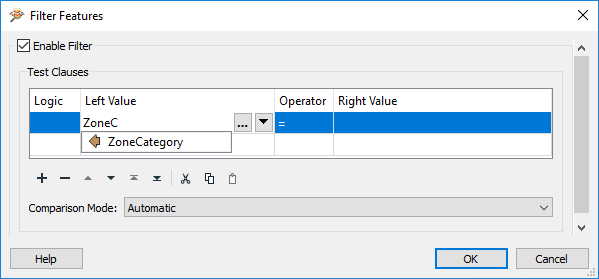 Filter Features
Enable Filter
Test Clauses
Logic Left Value Operator Right Value
ZoneC ... =
ZoneCategory
Comparison Mode: Automatic
Help OK Cancel